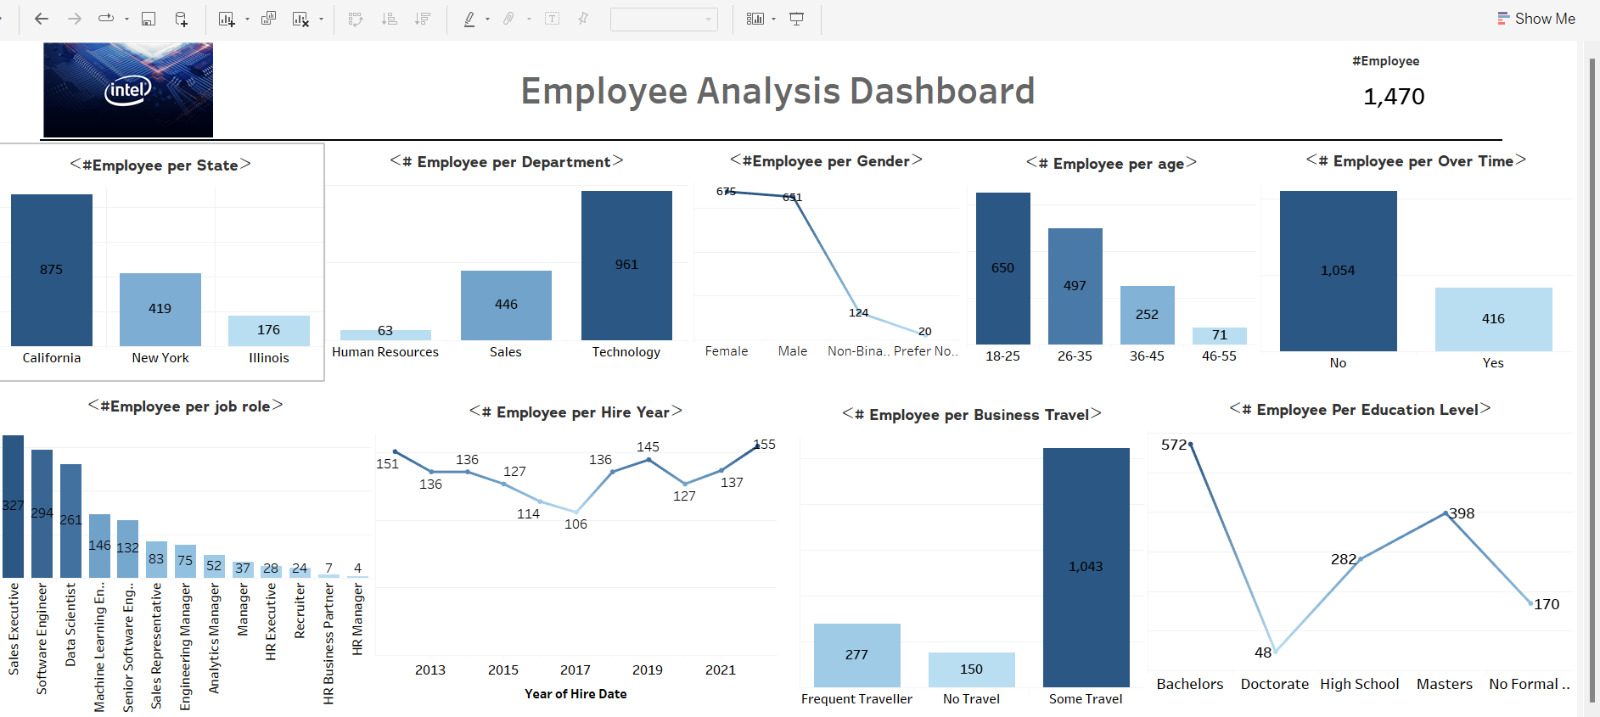 Show Me
intel
Employee Analysis Dashboard
#Employee
1,470
<#Employee per State>
875
419
176
California New York Illinois
<# Employee per Department>
63
446
961
Human Resources Sales Technology
<#Employee per Gender>
675
651
124
20
Female Male Non-Bina.. Prefer No..
<# Employee per age>
650
497
252
71
18-25 26-35 36-45 46-55
<# Employee per Over Time>
1,054
416
No Yes
<#Employee per job role>
327 294 261 146 132 83 75 52 37 28 24 7 4
Sales Executive
Software Engineer
Data Scientist
Machine Learning En..
Senior Software Eng..
Sales Representative
Engineering Manager
Analytics Manager
Manager
HR Executive
Recruiter
HR Business Partner
HR Manager
<# Employee per Hire Year>
151 136 136 127 114 106 136 145 127 137 155
2013 2015 2017 2019 2021
Year of Hire Date
<# Employee per Business Travel>
277
150
1,043
Frequent Traveller No Travel Some Travel
<# Employee Per Education Level>
572
48
282
398
170
Bachelors Doctorate High School Masters No Formal ..